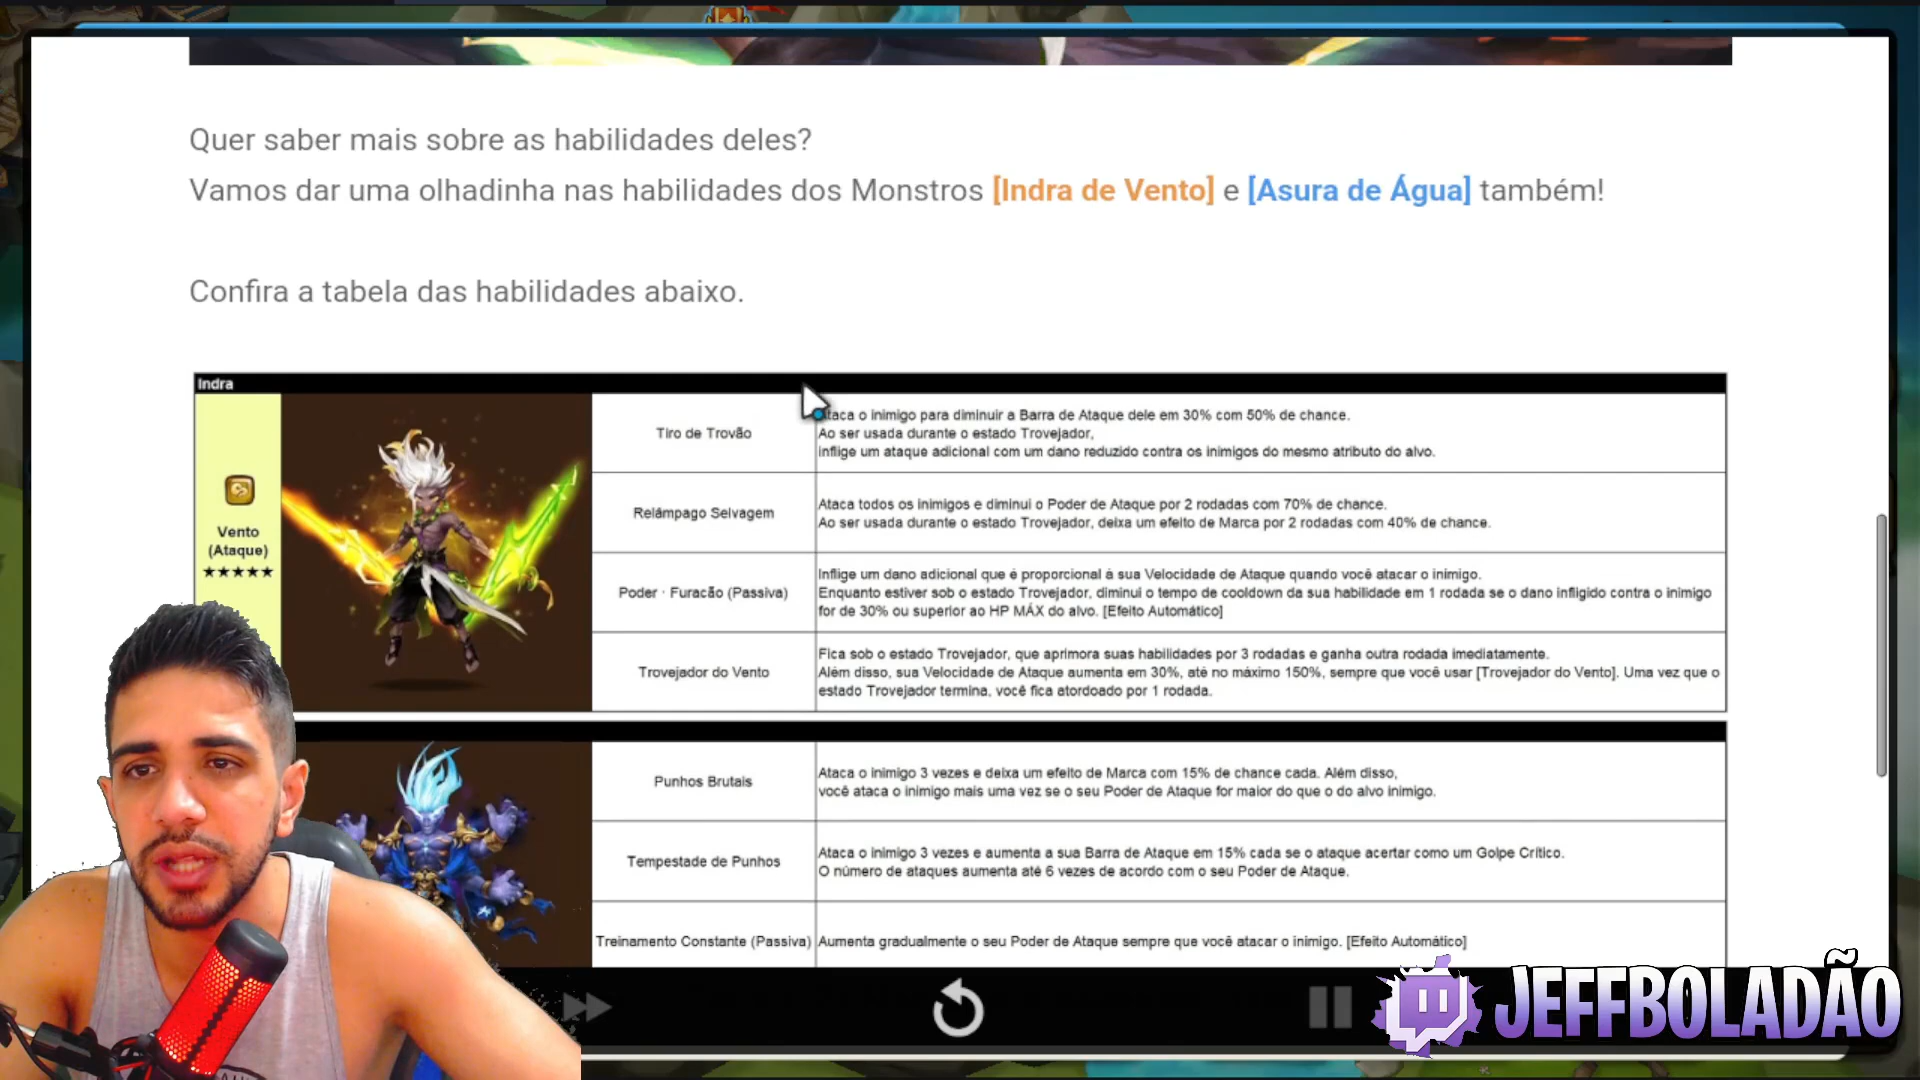 Quer saber mais sobre as habilidades deles?
Vamos dar uma olhadinha nas habilidades dos Monstros [Indra de Vento] e [Asura de Água] também!
Confira a tabela das habilidades abaixo.
Indra
Vento
(Ataque)
★★★★★
Tiro de Trovão
Ataca o inimigo para diminuir a Barra de Ataque dele em 30% com 50% de chance.
Ao ser usada durante o estado Trovejador,
inflige um ataque adicional com um dano reduzido contra os inimigos do mesmo atributo do alvo.
Relâmpago Selvagem
Ataca todos os inimigos e diminui o Poder de Ataque por 2 rodadas com 70% de chance.
Ao ser usada durante o estado Trovejador, deixa um efeito de Marca por 2 rodadas com 40% de chance.
Poder · Furacão (Passiva)
Inflige um dano adicional que é proporcional à sua Velocidade de Ataque quando você atacar o inimigo.
Enquanto estiver sob o estado Trovejador, diminui o tempo de cooldown da sua habilidade em 1 rodada se o dano infligido contra o inimigo
for de 30% ou superior ao HP MÁX do alvo. [Efeito Automático]
Trovejador do Vento
Fica sob o estado Trovejador, que aprimora suas habilidades por 3 rodadas e ganha outra rodada imediatamente.
Além disso, sua Velocidade de Ataque aumenta em 30%, até no máximo 150%, sempre que você usar [Trovejador do Vento]. Uma vez que o
estado Trovejador termina, você fica atordoado por 1 rodada.
Punhos Brutais
Ataca o inimigo 3 vezes e deixa um efeito de Marca com 15% de chance cada. Além disso,
você ataca o inimigo mais uma vez se o seu Poder de Ataque for maior do que o do alvo inimigo.
Tempestade de Punhos
Ataca o inimigo 3 vezes e aumenta a sua Barra de Ataque em 15% cada se o ataque acertar como um Golpe Crítico.
O número de ataques aumenta até 6 vezes de acordo com o seu Poder de Ataque.
Treinamento Constante (Passiva)
Aumenta gradualmente o seu Poder de Ataque sempre que você atacar o inimigo. [Efeito Automático]
JEFFBOLADÃO